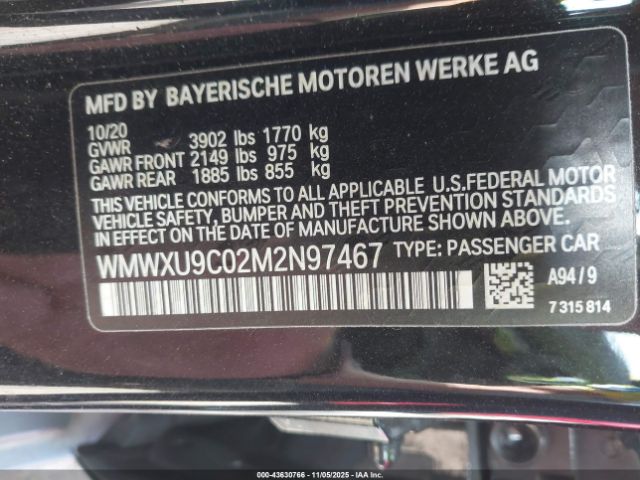 MFD BY BAYERISCHE MOTOREN WERKE AG
10/20
GVWR 3902 lbs 1770 kg
GAWR FRONT 2149 lbs 975 kg
GAWR REAR 1885 lbs 855 kg
THIS VEHICLE CONFORMS TO ALL APPLICABLE U.S.FEDERAL MOTOR
VEHICLE SAFETY, BUMPER AND THEFT PREVENTION STANDARDS
IN EFFECT ON THE DATE OF MANUFACTURE SHOWN ABOVE.
WMWXU9C02M2N97467 TYPE: PASSENGER CAR
A94/9
7315814
000-43630766 - 11/05/2025 - IAA Inc.